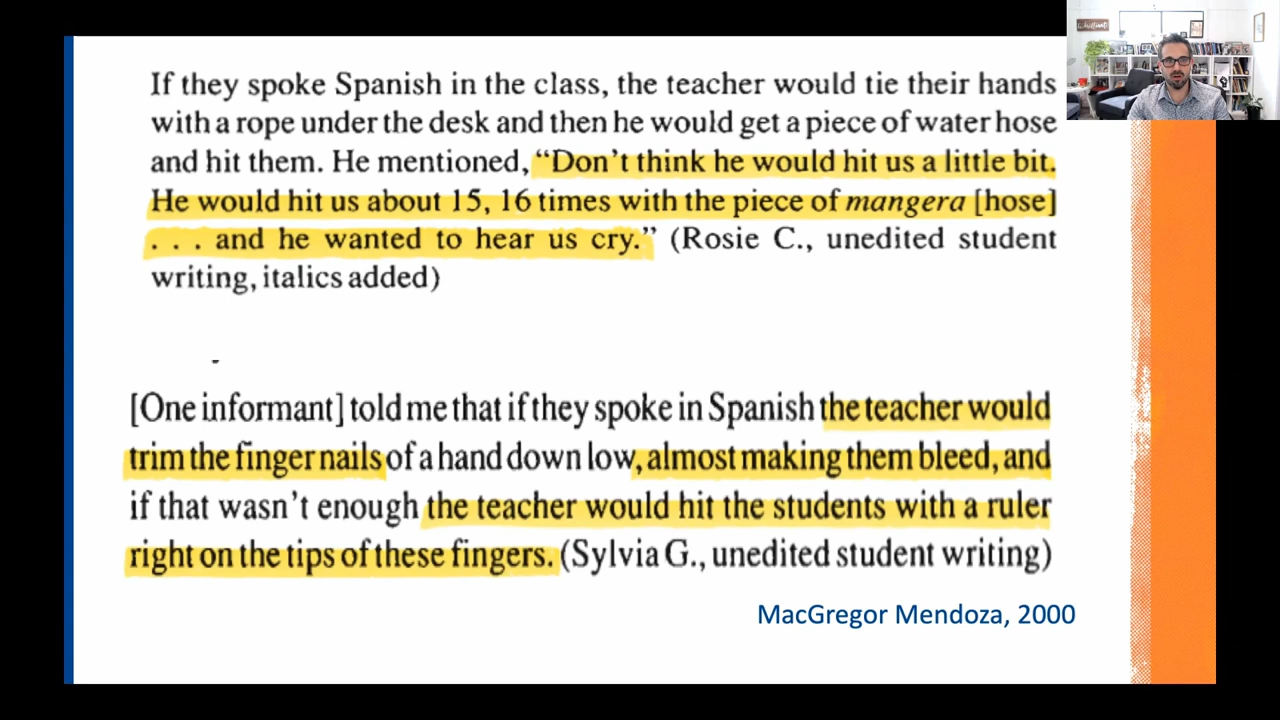 If they spoke Spanish in the class, the teacher would tie their hands
with a rope under the desk and then he would get a piece of water hose
and hit them. He mentioned, “Don’t think he would hit us a little bit.
He would hit us about 15, 16 times with the piece of mangera [hose]
. . . and he wanted to hear us cry.” (Rosie C., unedited student
writing, italics added)
[One informant] told me that if they spoke in Spanish the teacher would
trim the finger nails of a hand down low, almost making them bleed, and
if that wasn’t enough the teacher would hit the students with a ruler
right on the tips of these fingers. (Sylvia G., unedited student writing)
MacGregor Mendoza, 2000